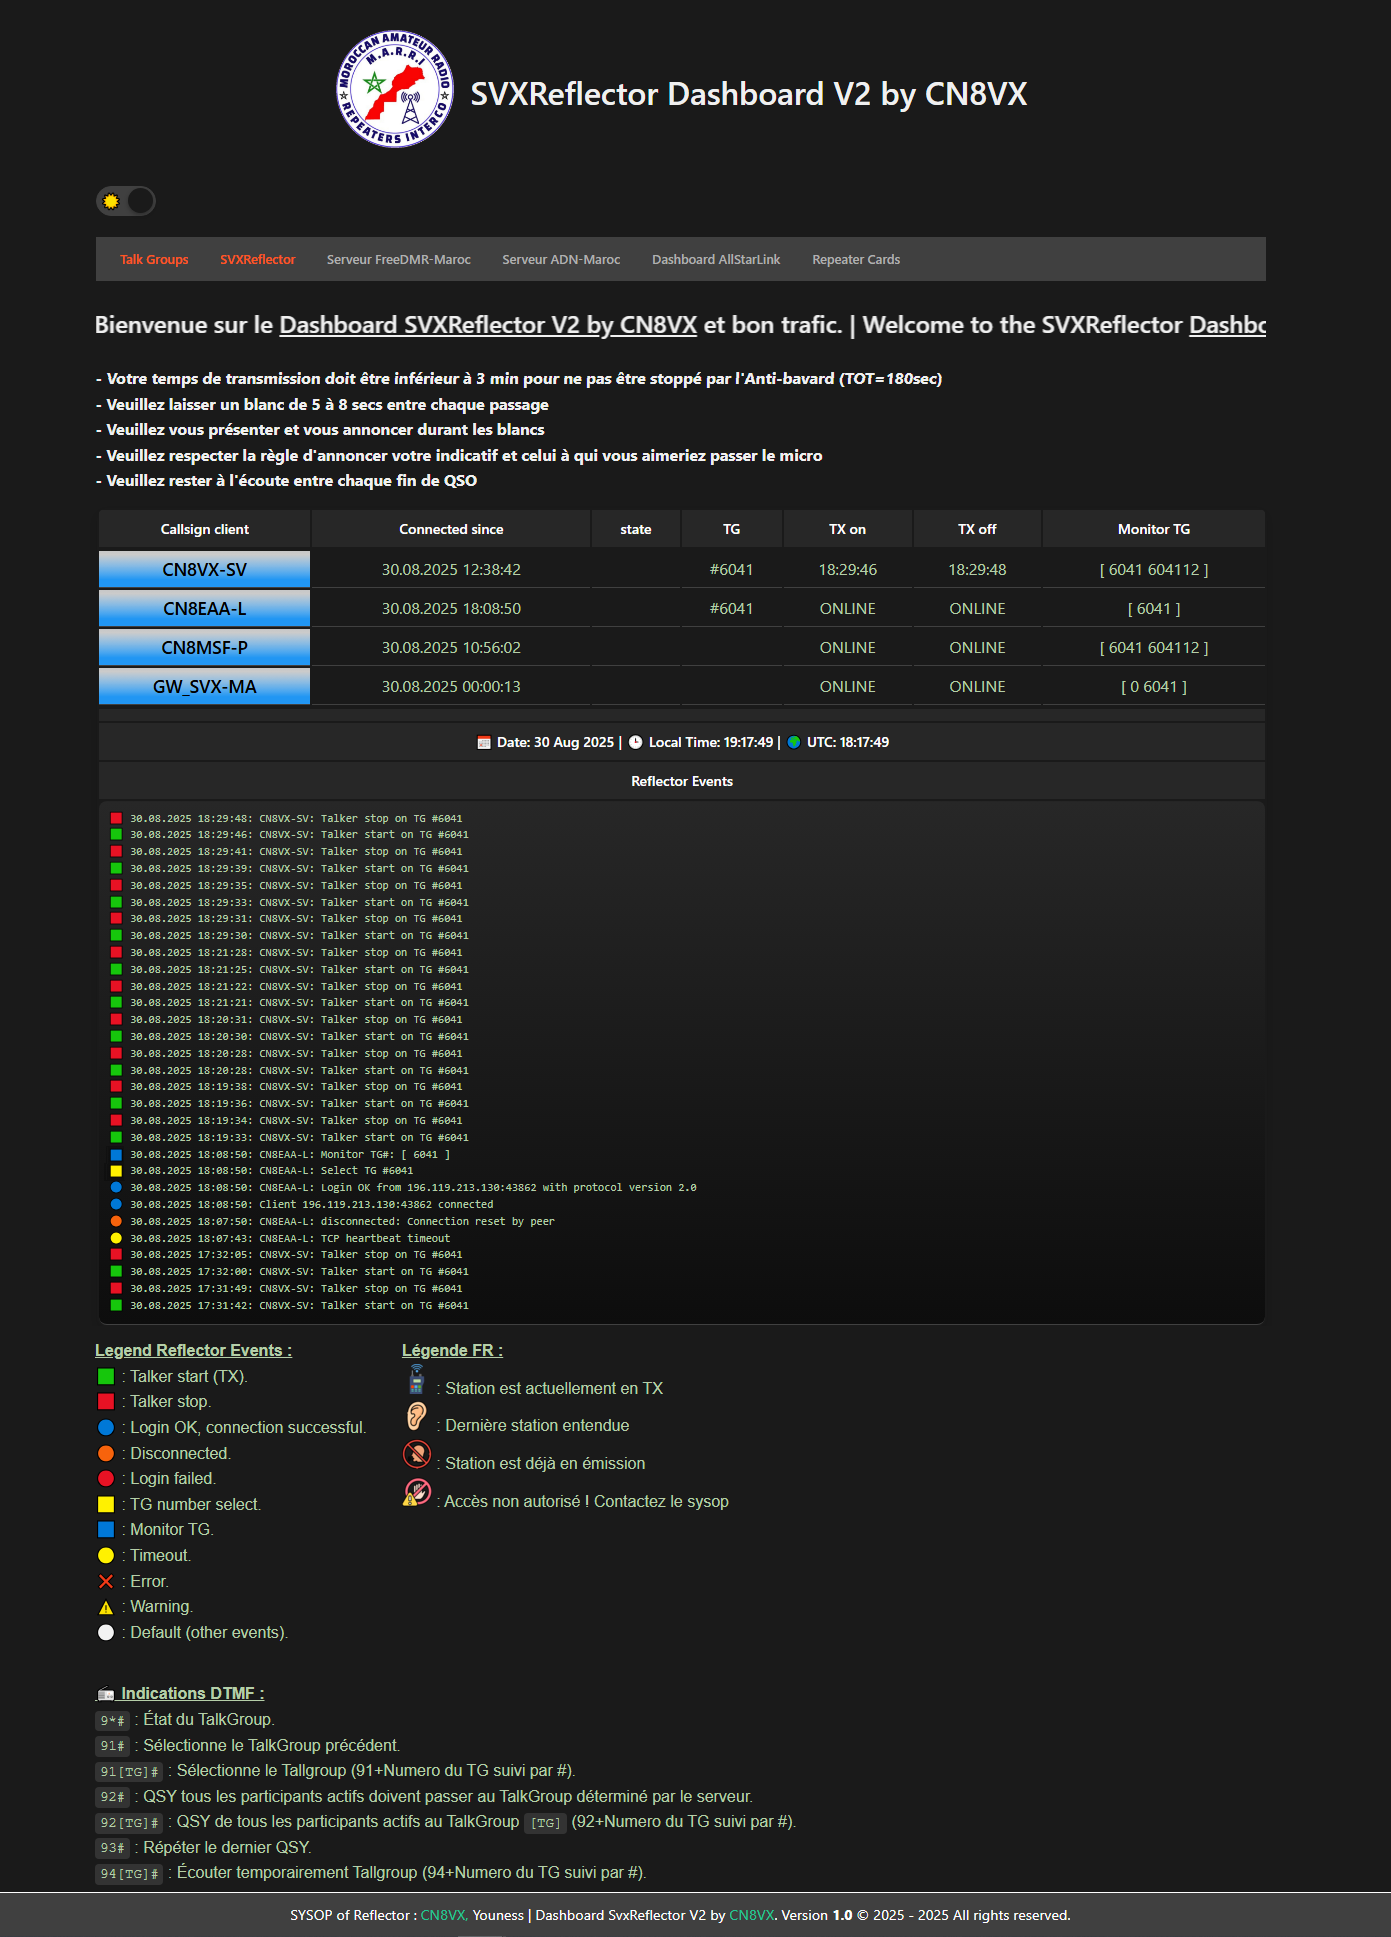 MOROCCAN AMATEUR RADIO
M.A.R.R.I
REPEATERS INTERCO
SVXReflector Dashboard V2 by CN8VX
Talk Groups SVXReflector Serveur FreeDMR-Maroc Serveur ADN-Maroc Dashboard AllStarLink Repeater Cards
Bienvenue sur le Dashboard SVXReflector V2 by CN8VX et bon trafic. | Welcome to the SVXReflector Dashbo
- Votre temps de transmission doit être inférieur à 3 min pour ne pas être stoppé par l'Anti-bavard (TOT=180sec)
- Veuillez laisser un blanc de 5 à 8 secs entre chaque passage
- Veuillez vous présenter et vous annoncer durant les blancs
- Veuillez respecter la règle d'annoncer votre indicatif et celui à qui vous aimeriez passer le micro
- Veuillez rester à l'écoute entre chaque fin de QSO
Callsign client Connected since state TG TX on TX off Monitor TG
CN8VX-SV 30.08.2025 12:38:42 #6041 18:29:46 18:29:48 [ 6041 604112 ]
CN8EAA-L 30.08.2025 18:08:50 #6041 ONLINE ONLINE [ 6041 ]
CN8MSF-P 30.08.2025 10:56:02 ONLINE ONLINE [ 6041 604112 ]
GW_SVX-MA 30.08.2025 00:00:13 ONLINE ONLINE [ 0 6041 ]
Date: 30 Aug 2025 | Local Time: 19:17:49 | UTC: 18:17:49
Reflector Events
30.08.2025 18:29:48: CN8VX-SV: Talker stop on TG #6041
30.08.2025 18:29:46: CN8VX-SV: Talker start on TG #6041
30.08.2025 18:29:41: CN8VX-SV: Talker stop on TG #6041
30.08.2025 18:29:39: CN8VX-SV: Talker start on TG #6041
30.08.2025 18:29:35: CN8VX-SV: Talker stop on TG #6041
30.08.2025 18:29:33: CN8VX-SV: Talker start on TG #6041
30.08.2025 18:29:31: CN8VX-SV: Talker stop on TG #6041
30.08.2025 18:29:30: CN8VX-SV: Talker start on TG #6041
30.08.2025 18:21:28: CN8VX-SV: Talker stop on TG #6041
30.08.2025 18:21:25: CN8VX-SV: Talker start on TG #6041
30.08.2025 18:21:22: CN8VX-SV: Talker stop on TG #6041
30.08.2025 18:21:21: CN8VX-SV: Talker start on TG #6041
30.08.2025 18:20:31: CN8VX-SV: Talker stop on TG #6041
30.08.2025 18:20:30: CN8VX-SV: Talker start on TG #6041
30.08.2025 18:20:28: CN8VX-SV: Talker stop on TG #6041
30.08.2025 18:20:28: CN8VX-SV: Talker start on TG #6041
30.08.2025 18:19:38: CN8VX-SV: Talker stop on TG #6041
30.08.2025 18:19:36: CN8VX-SV: Talker start on TG #6041
30.08.2025 18:19:34: CN8VX-SV: Talker stop on TG #6041
30.08.2025 18:19:33: CN8VX-SV: Talker start on TG #6041
30.08.2025 18:08:50: CN8EAA-L: Monitor TG#: [ 6041 ]
30.08.2025 18:08:50: CN8EAA-L: Select TG #6041
30.08.2025 18:08:50: CN8EAA-L: Login OK from 196.119.213.130:43862 with protocol version 2.0
30.08.2025 18:08:50: Client 196.119.213.130:43862 connected
30.08.2025 18:07:50: CN8EAA-L: disconnected: Connection reset by peer
30.08.2025 18:07:43: CN8EAA-L: TCP heartbeat timeout
30.08.2025 17:32:05: CN8VX-SV: Talker stop on TG #6041
30.08.2025 17:32:00: CN8VX-SV: Talker start on TG #6041
30.08.2025 17:31:49: CN8VX-SV: Talker stop on TG #6041
30.08.2025 17:31:42: CN8VX-SV: Talker start on TG #6041
Legend Reflector Events :
: Talker start (TX).
: Talker stop.
: Login OK, connection successful.
: Disconnected.
: Login failed.
: TG number select.
: Monitor TG.
: Timeout.
: Error.
: Warning.
: Default (other events).
Légende FR :
: Station est actuellement en TX
: Dernière station entendue
: Station est déjà en émission
: Accès non autorisé ! Contactez le sysop
Indications DTMF :
9*# : État du TalkGroup.
91# : Sélectionne le TalkGroup précédent.
91[TG]# : Sélectionne le Tallgroup (91+Numero du TG suivi par #).
92# : QSY tous les participants actifs doivent passer au TalkGroup déterminé par le serveur.
92[TG]# : QSY de tous les participants actifs au TalkGroup [TG] (92+Numero du TG suivi par #).
93# : Répéter le dernier QSY.
94[TG]# : Écouter temporairement Tallgroup (94+Numero du TG suivi par #).
SYSOP of Reflector : CN8VX, Youness | Dashboard SvxReflector V2 by CN8VX. Version 1.0 © 2025 - 2025 All rights reserved.